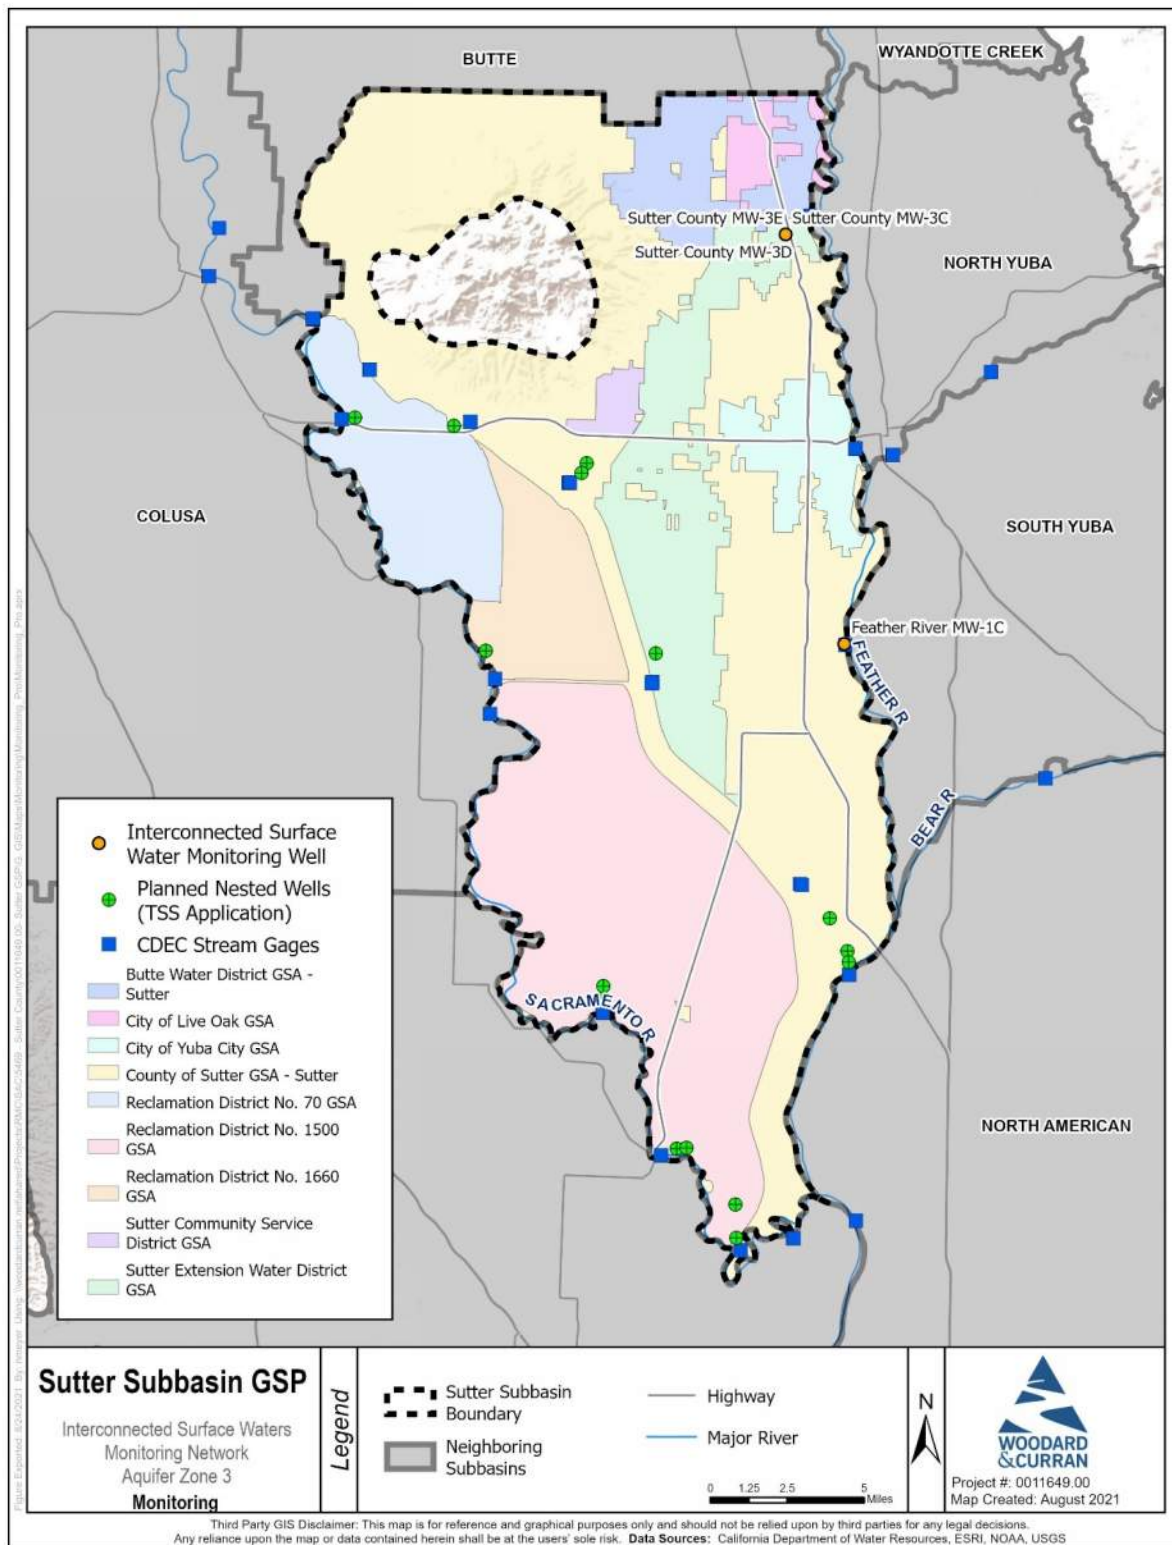 BUTTE
WYANDOTTE CREEK
Sutter County MW-3E Sutter County MW-3C
Sutter County MW-3D
NORTH YUBA
COLUSA
SOUTH YUBA
Feather River MW-1C
FEATHER R
BEAR R
SACRAMENTO R
NORTH AMERICAN
Interconnected Surface
Water Monitoring Well
Planned Nested Wells
(TSS Application)
CDEC Stream Gages
Butte Water District GSA -
Sutter
City of Live Oak GSA
City of Yuba City GSA
County of Sutter GSA - Sutter
Reclamation District No. 70 GSA
Reclamation District No. 1500
GSA
Reclamation District No. 1660
GSA
Sutter Community Service
District GSA
Sutter Extension Water District
GSA
Sutter Subbasin GSP
Interconnected Surface Waters
Monitoring Network
Aquifer Zone 3
Monitoring
Legend
Sutter Subbasin
Boundary
Neighboring
Subbasins
Highway
Major River
N
0 1.25 2.5 5
Miles
WOODARD
&CURRAN
Project #: 0011649.00
Map Created: August 2021
Third Party GIS Disclaimer: This map is for reference and graphical purposes only and should not be relied upon by third parties for any legal decisions.
Any reliance upon the map or data contained herein shall be at the users' sole risk. Data Sources: California Department of Water Resources, ESRI, NOAA, USGS